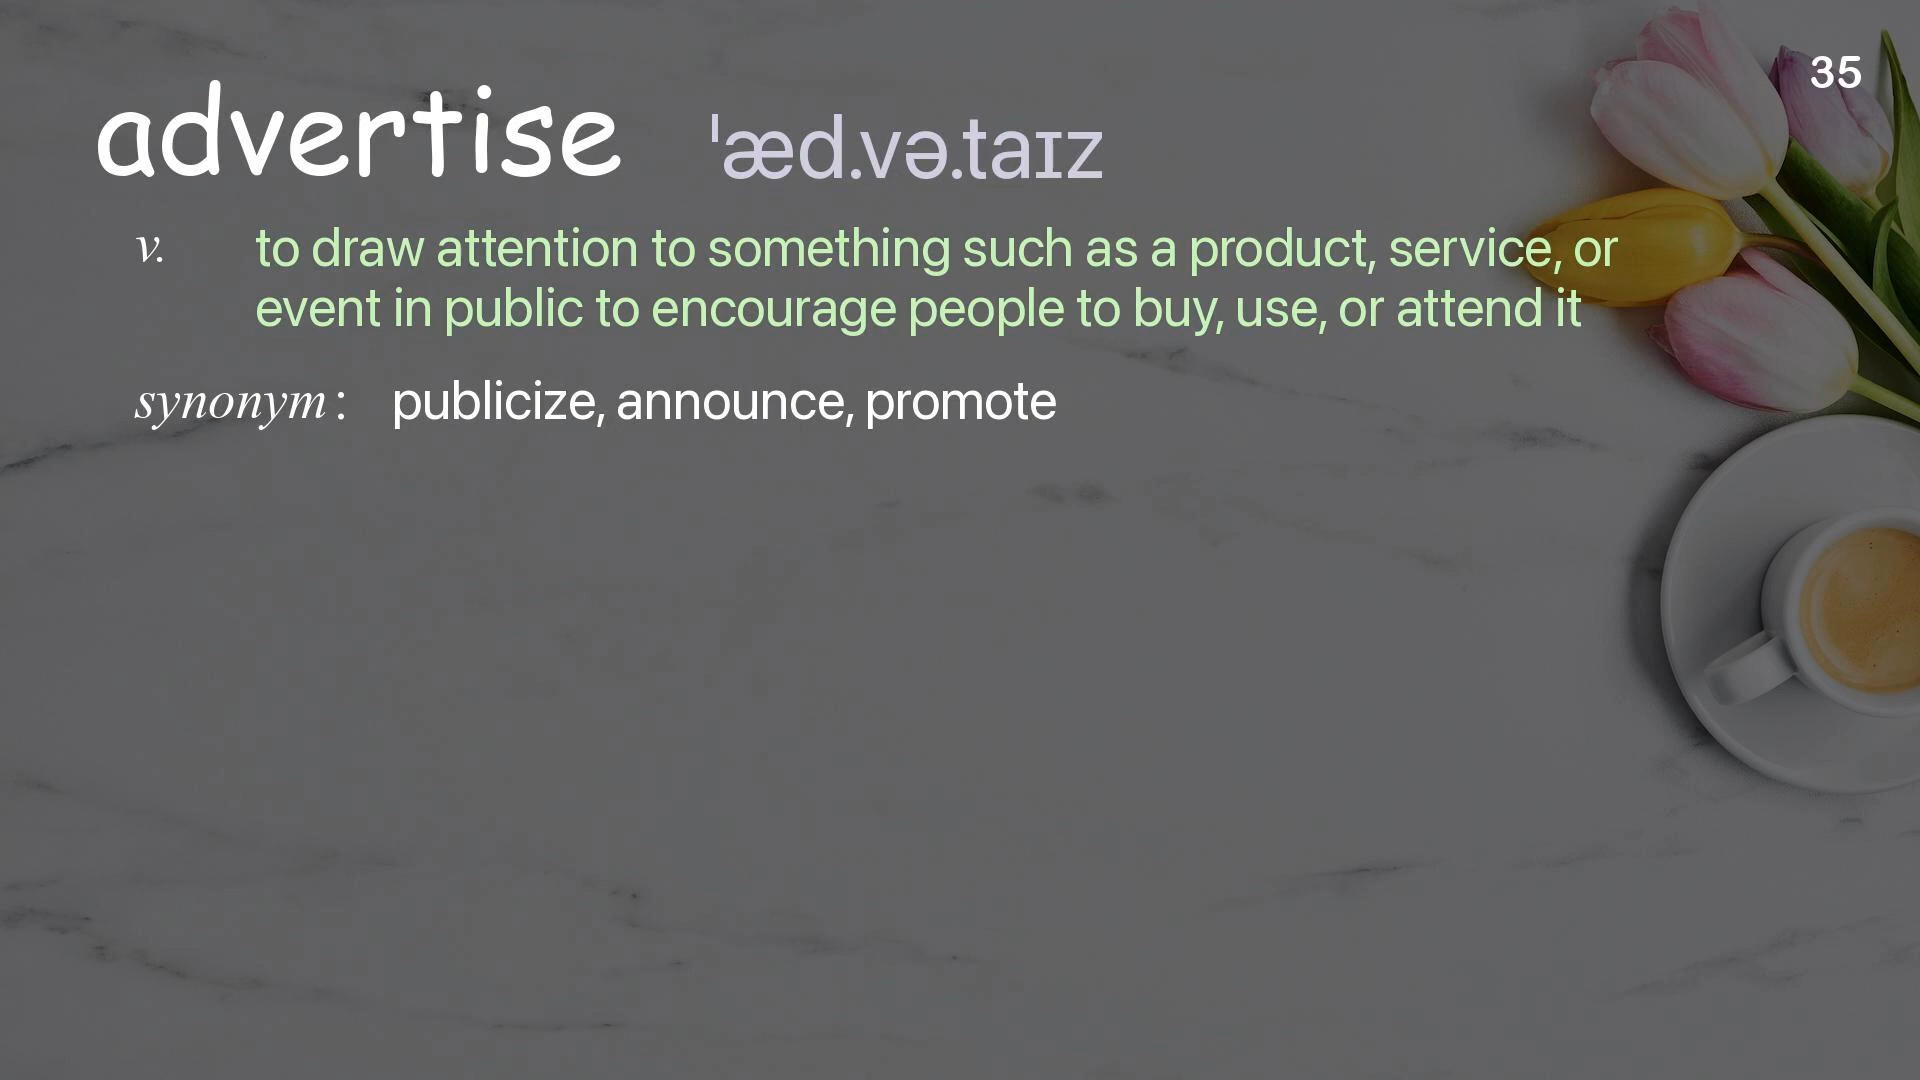 35
advertise ˈæd.və.taɪz
v. to draw attention to something such as a product, service, or
event in public to encourage people to buy, use, or attend it
synonym : publicize, announce, promote